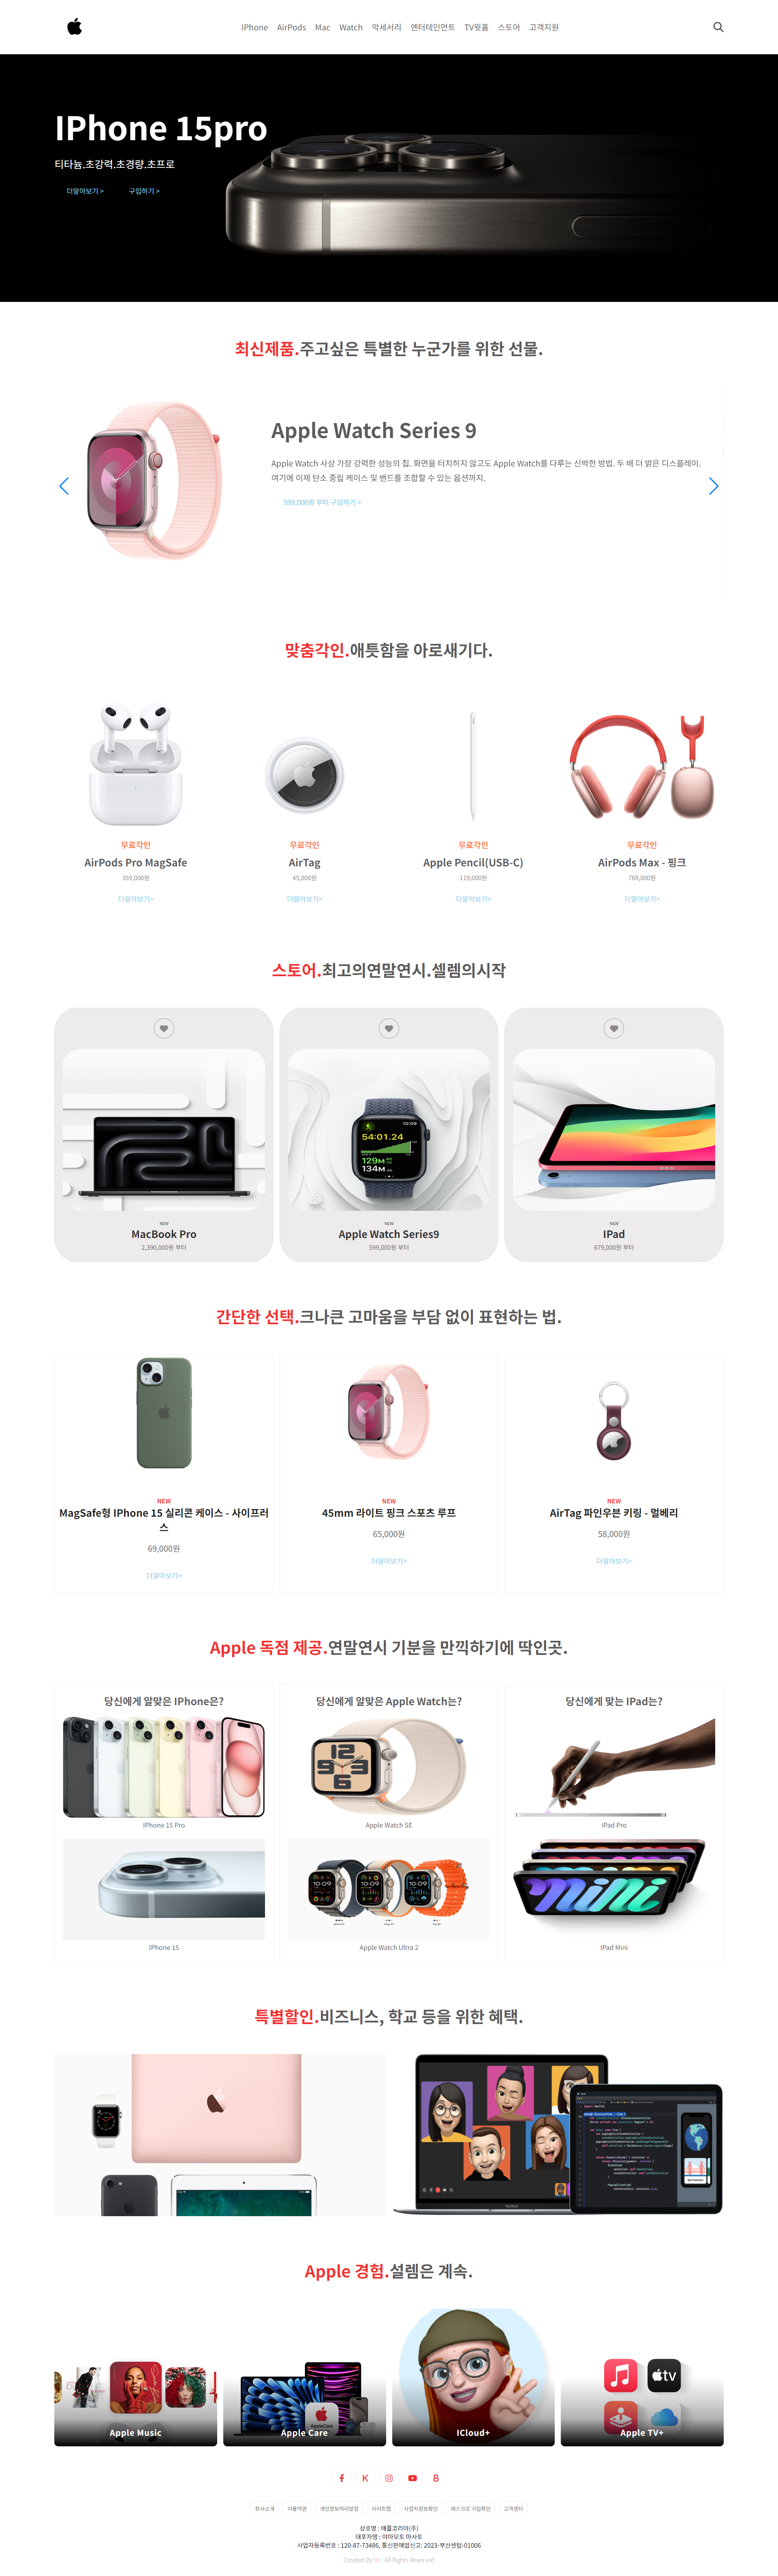 IPhone AirPods Mac Watch 악세서리 엔터테인먼트 TV및홈 스토어 고객지원
IPhone 15pro
티타늄,초강력,초경량,초프로
더알아보기 > 구입하기 >
최신제품.주고싶은 특별한 누군가를 위한 선물.
Apple Watch Series 9
Apple Watch 사상 가장 강력한 성능의 칩. 화면을 터치하지 않고도 Apple Watch를 다루는 신박한 방법. 두 배 더 밝은 디스플레이.
여기에 이제 탄소 중립 케이스 및 밴드를 조합할 수 있는 옵션까지.
599,000원 부터 구입하기 >
맞춤각인.애틋함을 아로새기다.
무료각인 무료각인 무료각인 무료각인
AirPods Pro MagSafe AirTag Apple Pencil(USB-C) AirPods Max - 핑크
359,000원 45,000원 119,000원 769,000원
더알아보기> 더알아보기> 더알아보기> 더알아보기>
스토어.최고의연말연시.셀렘의시작
10:09
54:01.24
129M
134M
NEW NEW NEW
MacBook Pro Apple Watch Series9 IPad
2,390,000원 부터 599,000원 부터 679,000원 부터
간단한 선택.크나큰 고마움을 부담 없이 표현하는 법.
NEW NEW NEW
MagSafe형 IPhone 15 실리콘 케이스 - 사이프러
스
45mm 라이트 핑크 스포츠 루프 AirTag 파인우븐 키링 - 멀베리
69,000원 65,000원 58,000원
더알아보기> 더알아보기> 더알아보기>
Apple 독점 제공.연말연시 기분을 만끽하기에 딱인곳.
당신에게 알맞은 IPhone은? 당신에게 알맞은 Apple Watch는? 당신에게 맞는 IPad는?
12
9 3
6
IPhone 15 Pro Apple Watch SE IPad Pro
10:09 10:09 10:09
IPhone 15 Apple Watch Ultra 2 IPad Mini
특별할인.비즈니스, 학교 등을 위한 혜택.
Apple 경험.설렘은 계속.
AppleCare
tv
Apple Music Apple Care ICloud+ Apple TV+
회사소개 이용약관 개인정보처리방침 사이트맵 사업자정보확인 에스크로 가입확인 고객센터
상호명 : 애플코리아(주)
대표자명 : 야마모토 마사토
사업자등록번호 : 120-87-73486, 통신판매업신고: 2023-부산센텀-01006